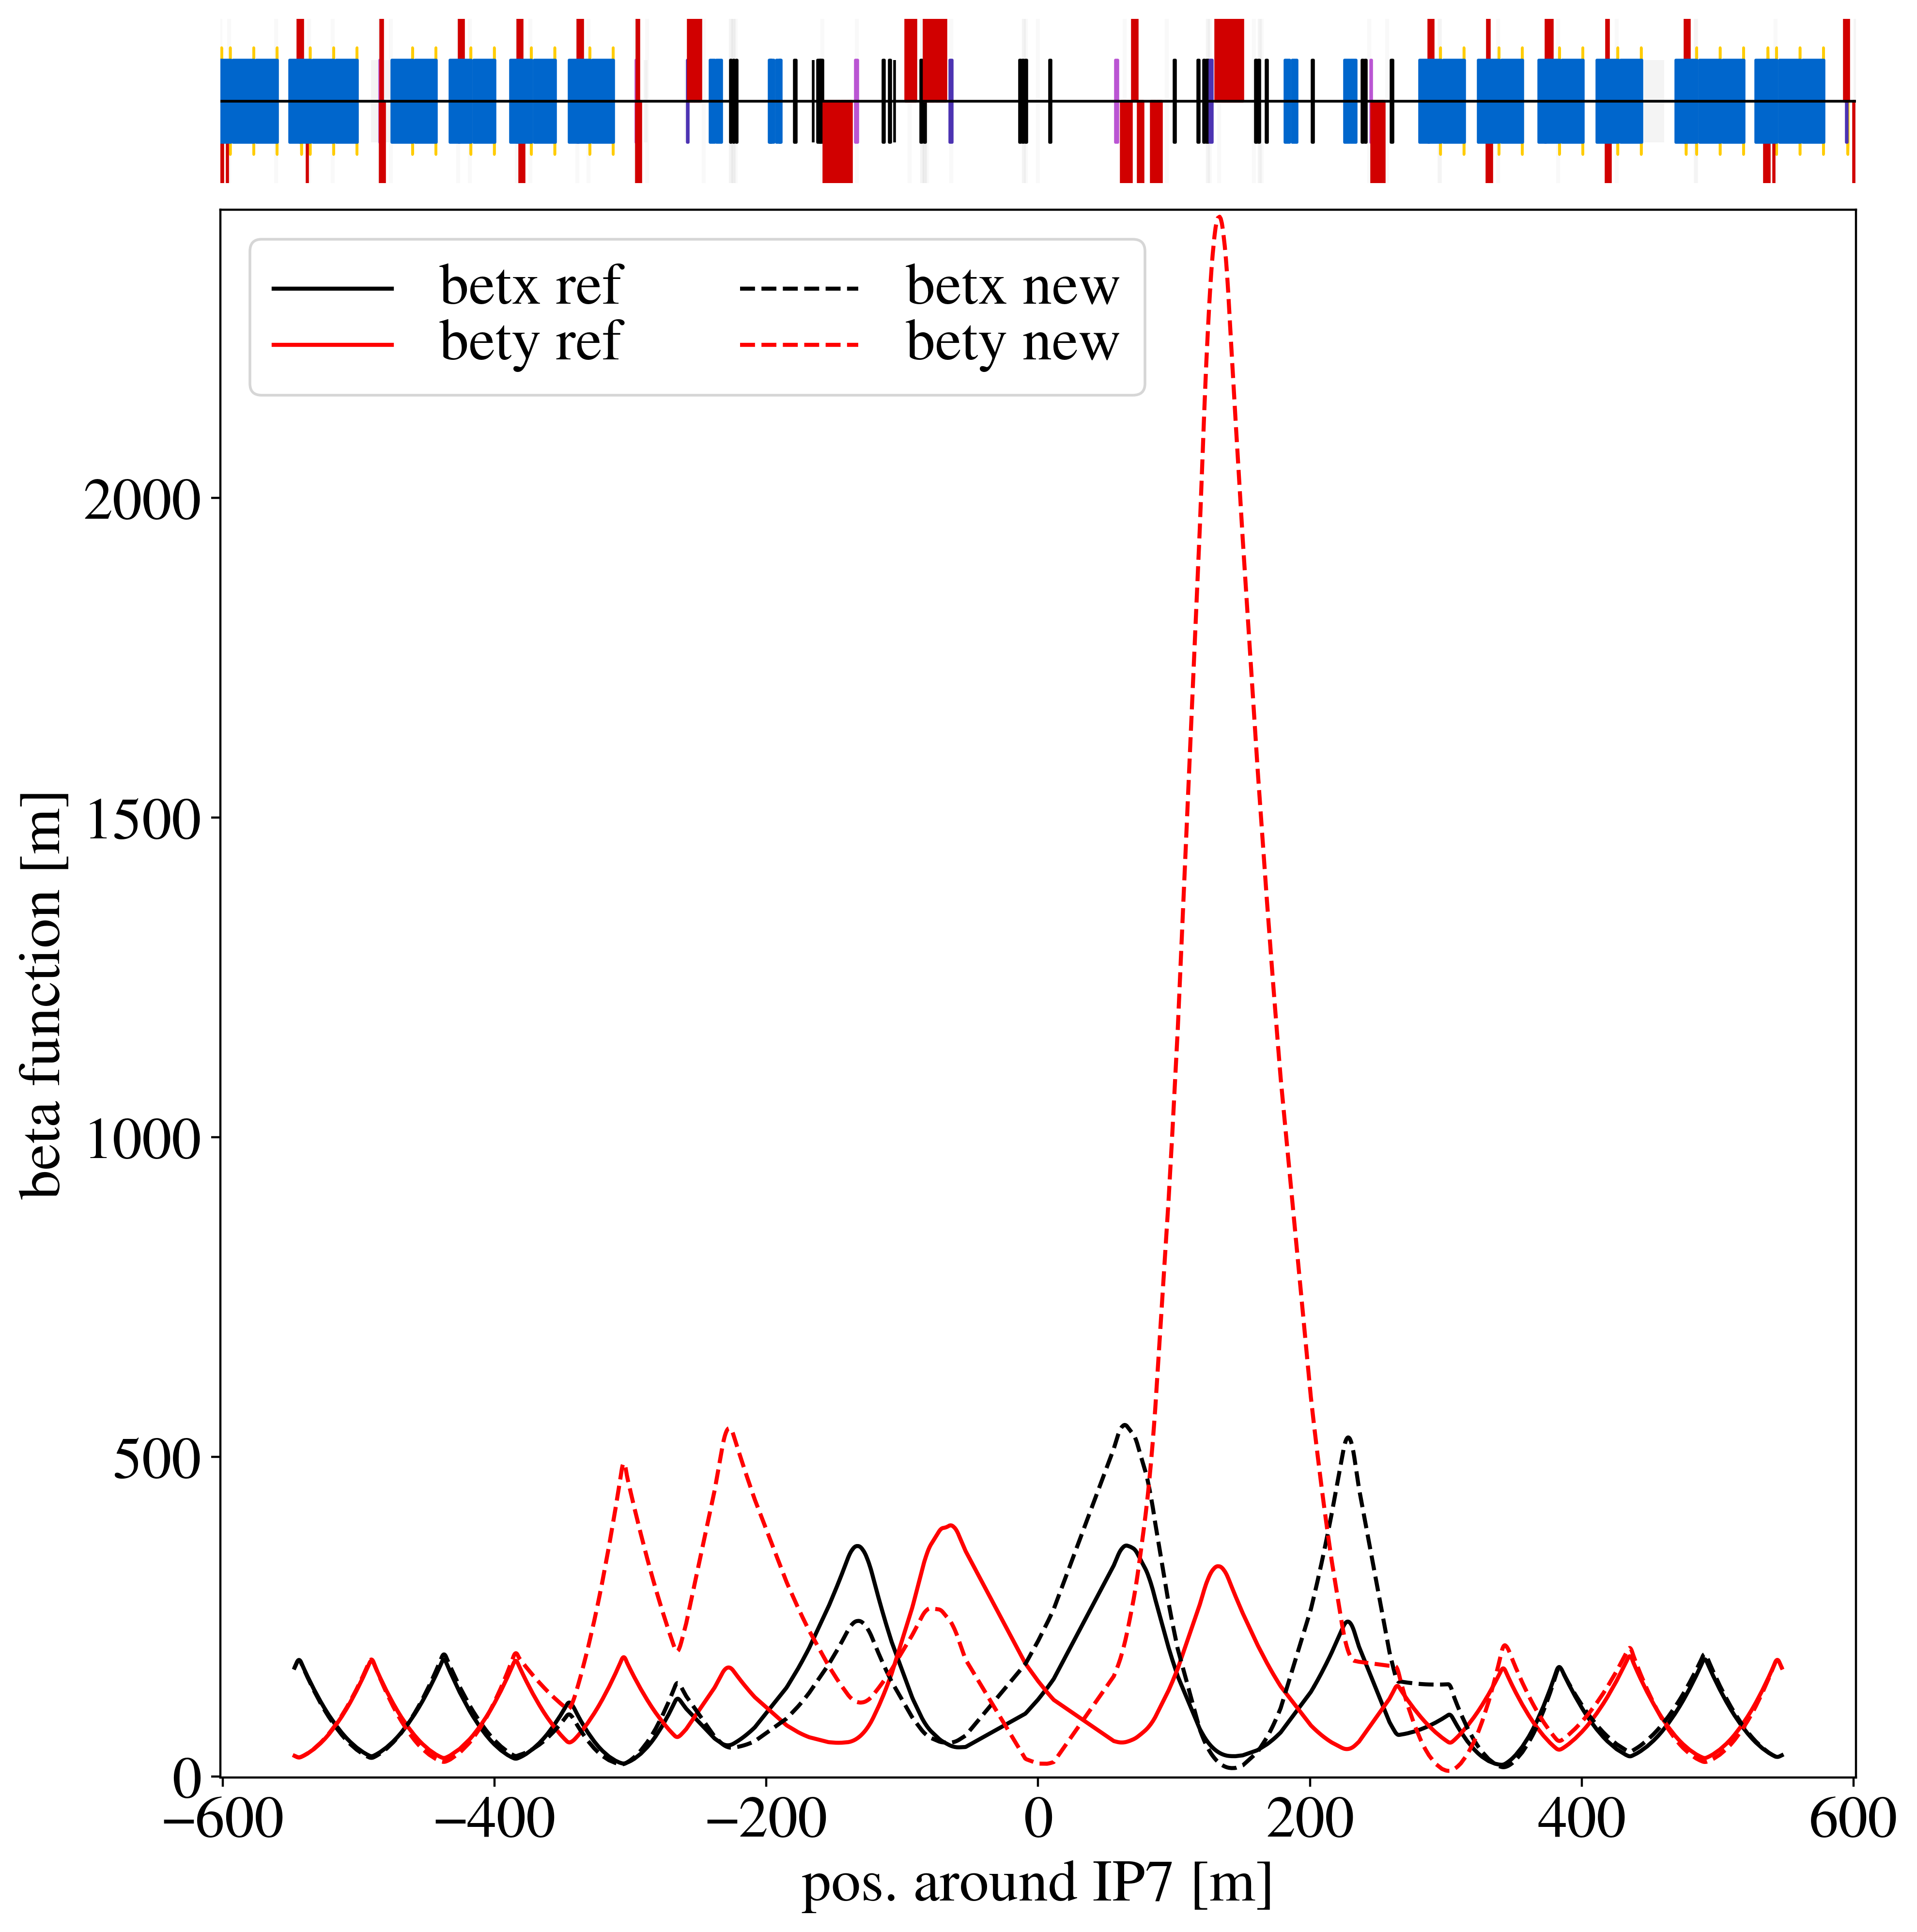 betx ref
betx new
bety ref
bety new
2000
1500
1000
500
0
beta function [m]
−600
−400
−200
0
200
400
600
pos. around IP7 [m]